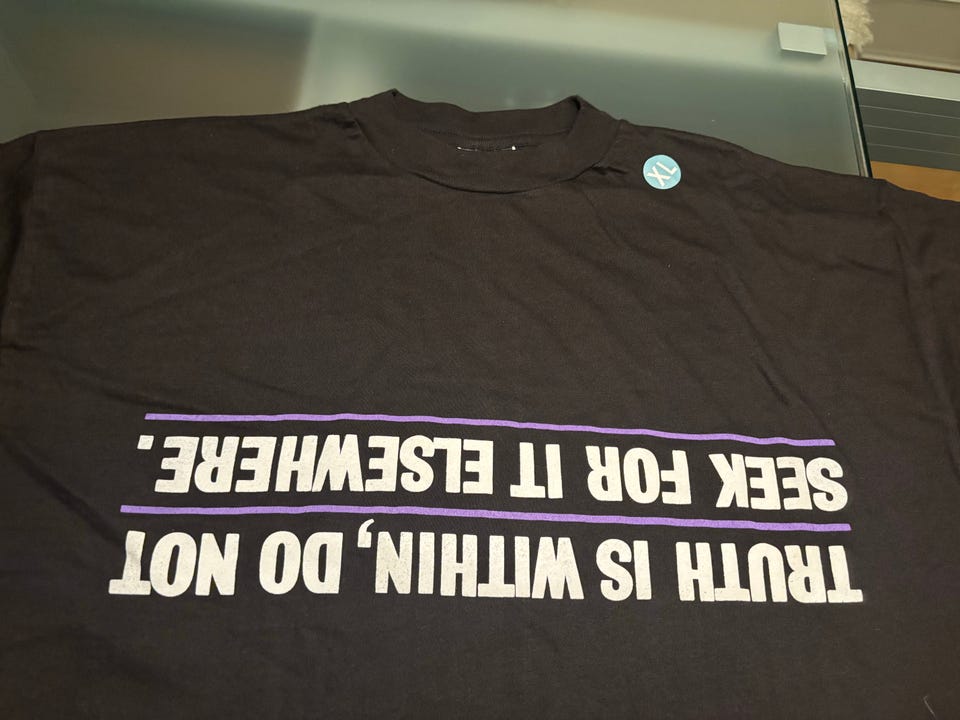 XL
TRUTH IS WITHIN, DO NOT
SEEK FOR IT ELSEWHERE.